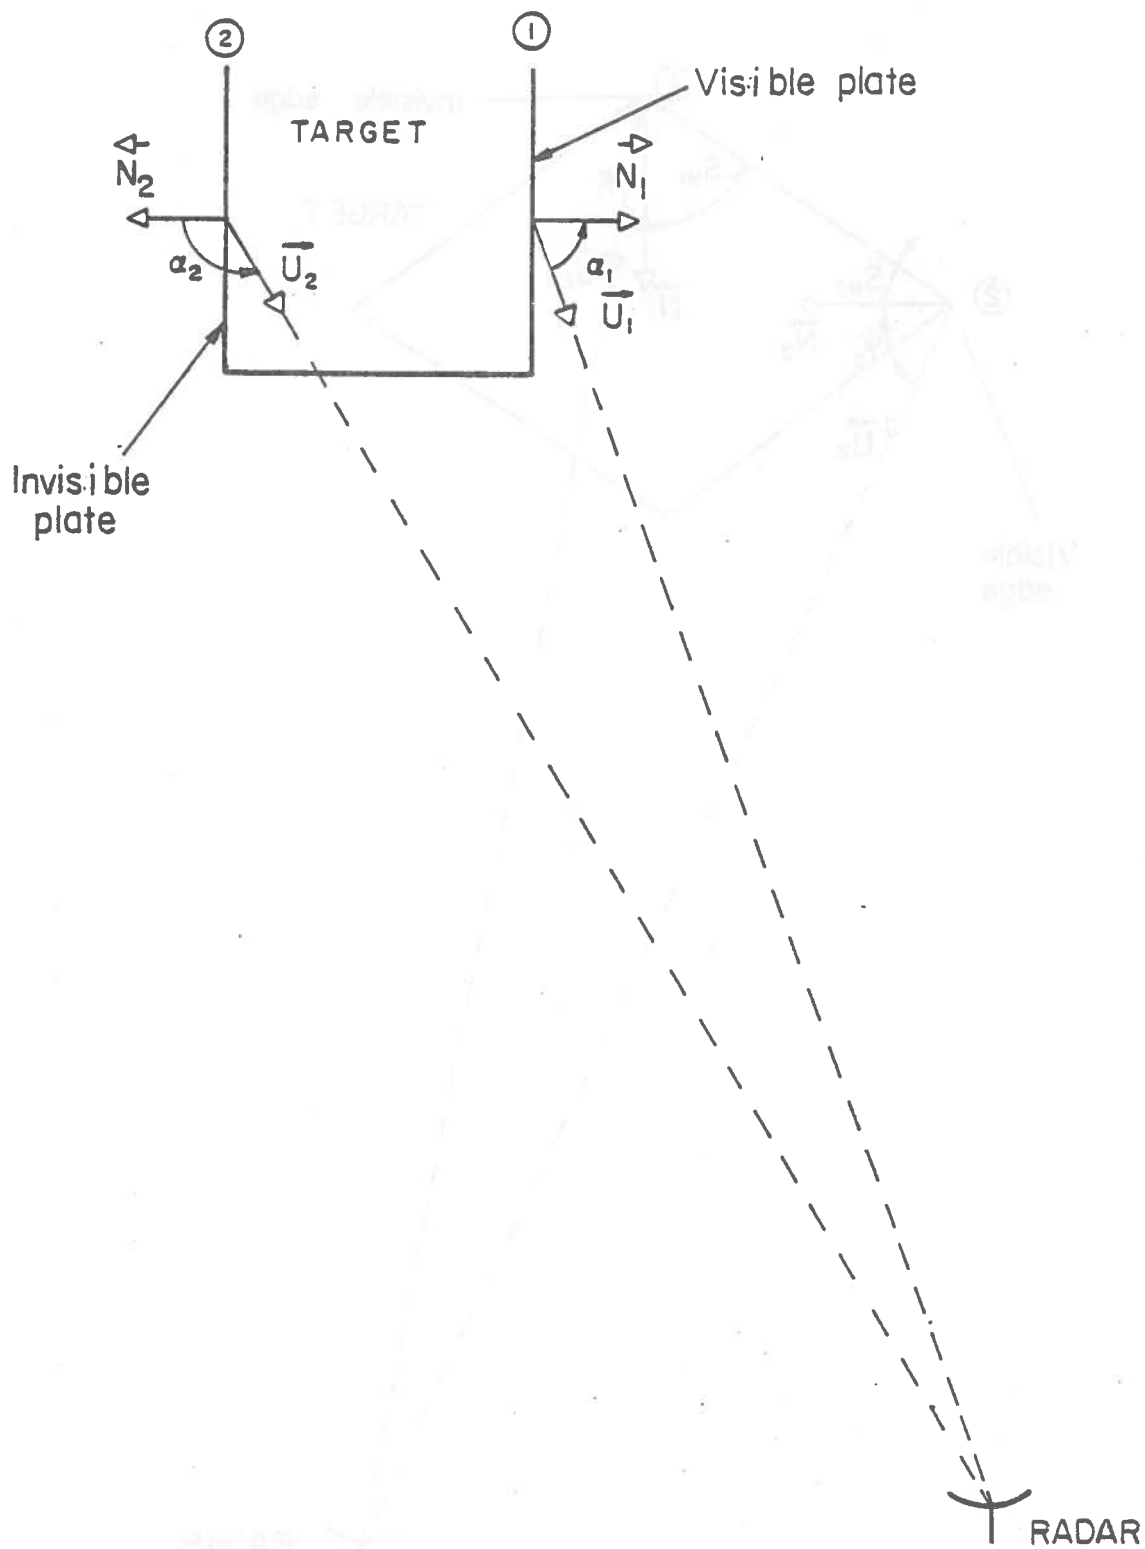 ② ①
Visible plate
TARGET
N₂ N₁
α₂ U₂ α₁
U₁
Invisible
plate
RADAR